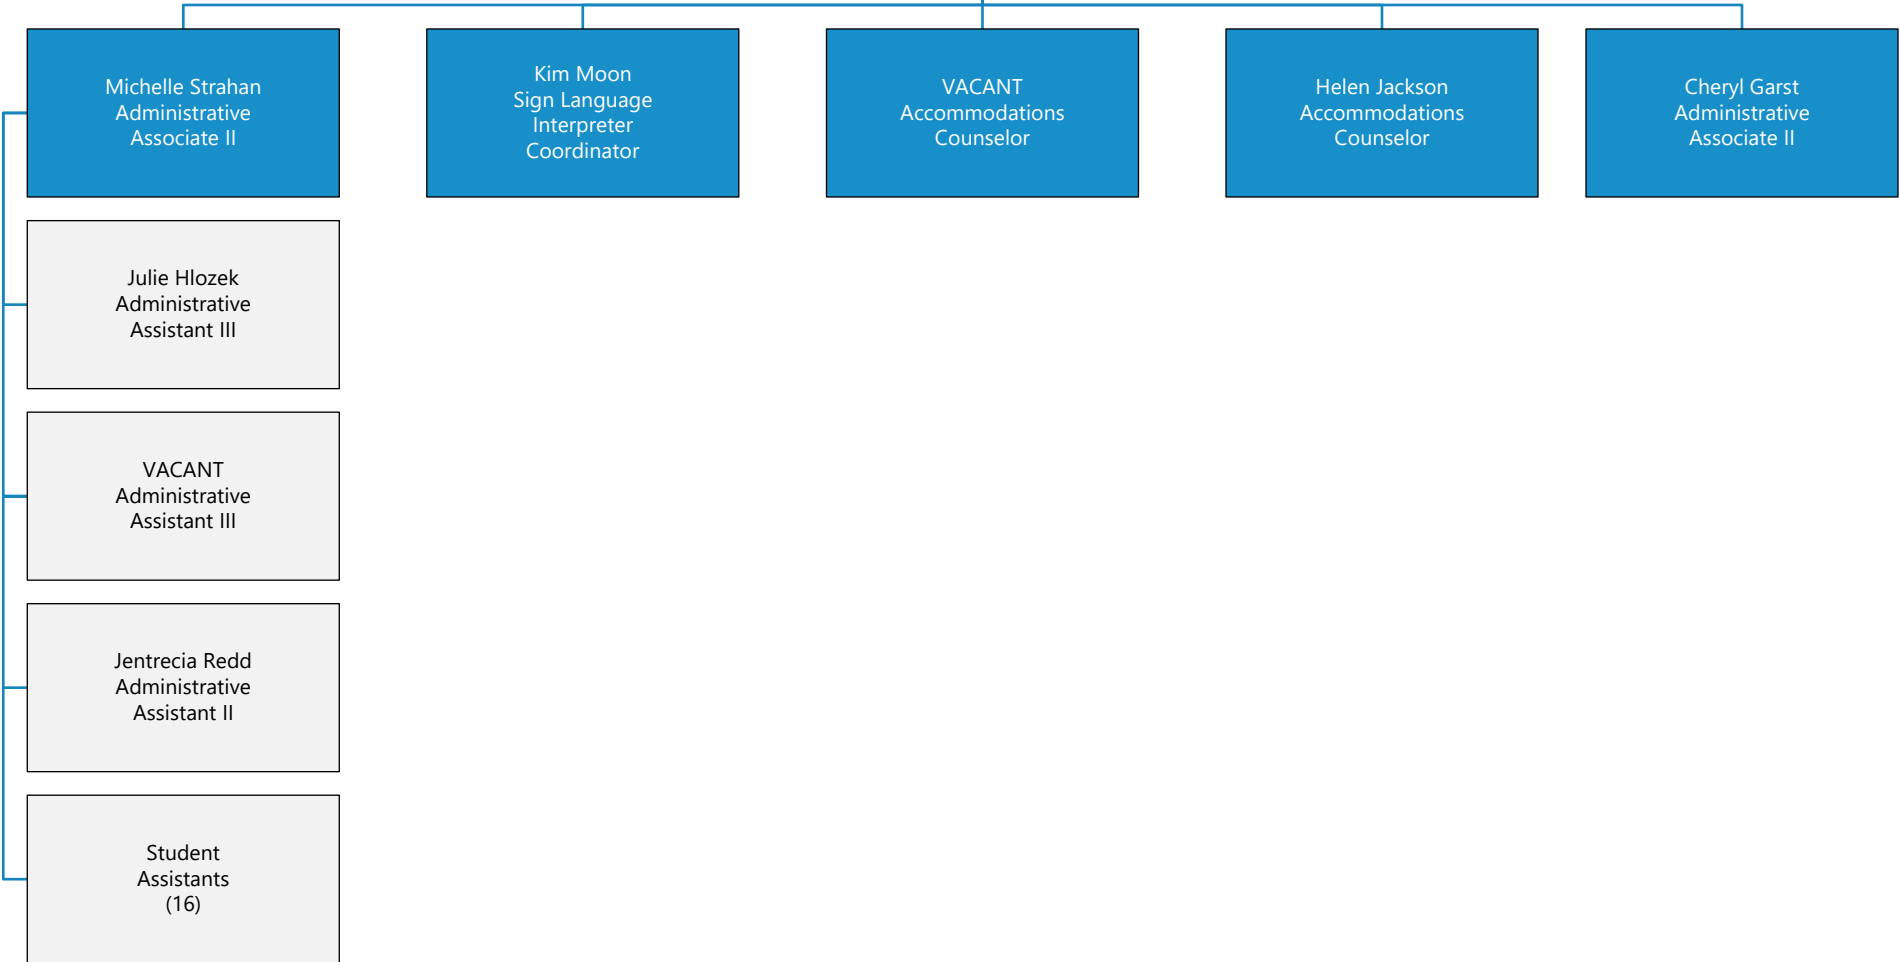 Michelle Strahan
Administrative
Associate II
Kim Moon
Sign Language
Interpreter
Coordinator
VACANT
Accommodations
Counselor
Helen Jackson
Accommodations
Counselor
Cheryl Garst
Administrative
Associate II
Julie Hlozek
Administrative
Assistant III
VACANT
Administrative
Assistant III
Jentrecia Redd
Administrative
Assistant II
Student
Assistants
(16)